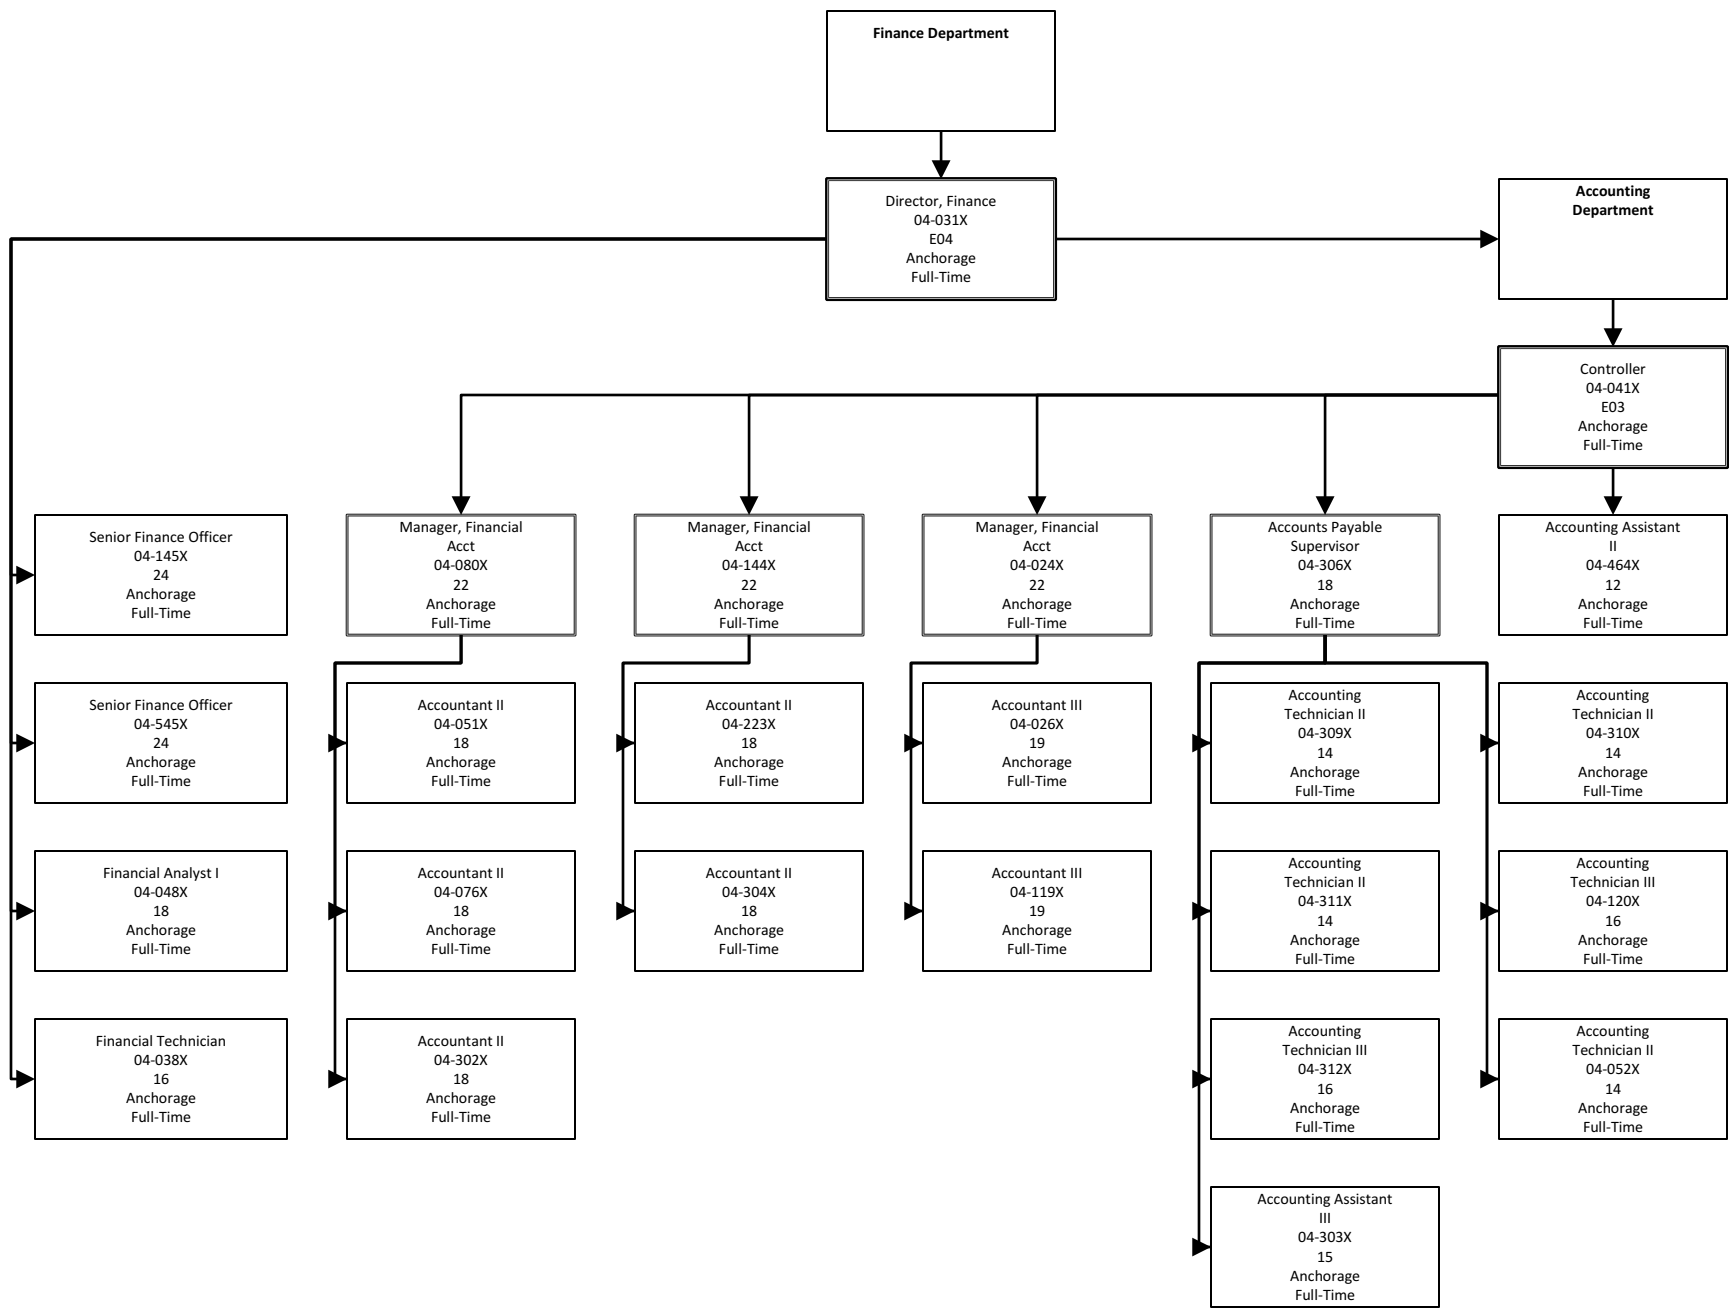 Finance Department
Director, Finance
04-031X
E04
Anchorage
Full-Time
Accounting
Department
Controller
04-041X
E03
Anchorage
Full-Time
Senior Finance Officer
04-145X
24
Anchorage
Full-Time
Manager, Financial
Acct
04-080X
22
Anchorage
Full-Time
Manager, Financial
Acct
04-144X
22
Anchorage
Full-Time
Manager, Financial
Acct
04-024X
22
Anchorage
Full-Time
Accounts Payable
Supervisor
04-306X
18
Anchorage
Full-Time
Accounting Assistant
II
04-464X
12
Anchorage
Full-Time
Senior Finance Officer
04-545X
24
Anchorage
Full-Time
Accountant II
04-051X
18
Anchorage
Full-Time
Accountant II
04-223X
18
Anchorage
Full-Time
Accountant III
04-026X
19
Anchorage
Full-Time
Accounting
Technician II
04-309X
14
Anchorage
Full-Time
Accounting
Technician II
04-310X
14
Anchorage
Full-Time
Financial Analyst I
04-048X
18
Anchorage
Full-Time
Accountant II
04-076X
18
Anchorage
Full-Time
Accountant II
04-304X
18
Anchorage
Full-Time
Accountant III
04-119X
19
Anchorage
Full-Time
Accounting
Technician II
04-311X
14
Anchorage
Full-Time
Accounting
Technician III
04-120X
16
Anchorage
Full-Time
Financial Technician
04-038X
16
Anchorage
Full-Time
Accountant II
04-302X
18
Anchorage
Full-Time
Accounting
Technician III
04-312X
16
Anchorage
Full-Time
Accounting
Technician II
04-052X
14
Anchorage
Full-Time
Accounting Assistant
III
04-303X
15
Anchorage
Full-Time